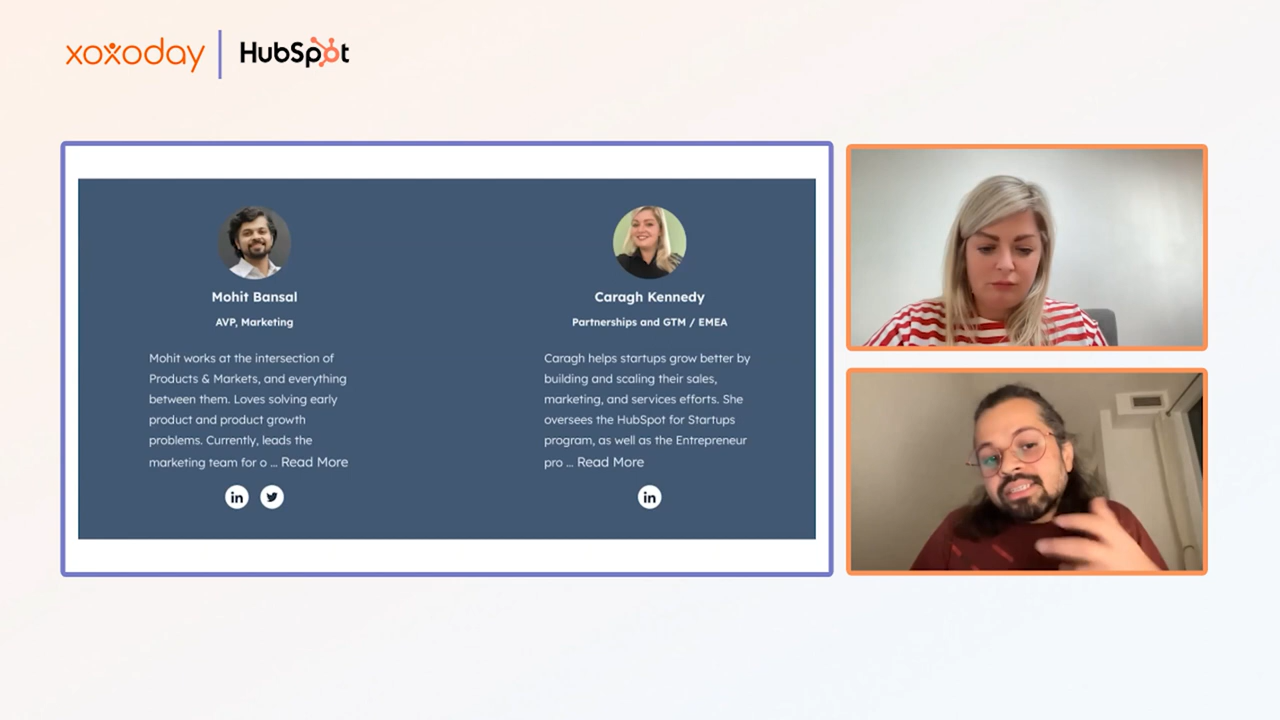 xoxoday HubSpot
Mohit Bansal
AVP, Marketing
Mohit works at the intersection of
Products & Markets, and everything
between them. Loves solving early
product and product growth
problems. Currently, leads the
marketing team for o ... Read More
in
Caragh Kennedy
Partnerships and GTM / EMEA
Caragh helps startups grow better by
building and scaling their sales,
marketing, and services efforts. She
oversees the HubSpot for Startups
program, as well as the Entrepreneur
pro ... Read More
in